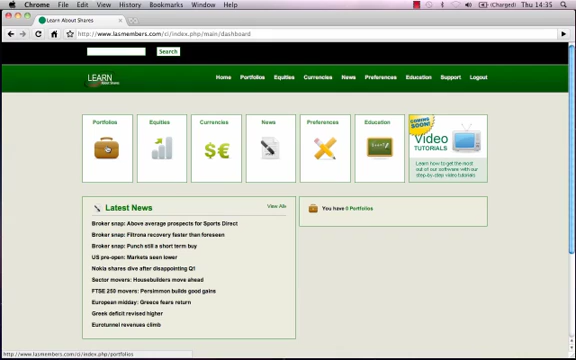 Chrome File Edit View History Bookmarks Window Help
(Charged) Thu 14:35
Learn About Shares
http://www.lasmembers.com/ci/index.php/main/dashboard
Search
LEARN
Home Portfolios Equities Currencies News Preferences Education Support Logout
Portfolios Equities Currencies News Preferences Education
COMING SOON!
Video
TUTORIALS
Learn how to get the most
out of our software with our
step-by-step video tutorials
Latest News View All
You have 0 Portfolios
Broker snap: Above average prospects for Sports Direct
Broker snap: Filtrona recovery faster than foreseen
Broker snap: Punch still a short term buy
US pre-open: Markets seen lower
Nokia shares dive after disappointing Q1
Sector movers: Housebuilders move ahead
FTSE 250 movers: Persimmon builds good gains
European midday: Greece fears return
Greek deficit revised higher
Eurotunnel revenues climb
http://www.lasmembers.com/ci/index.php/portfolios